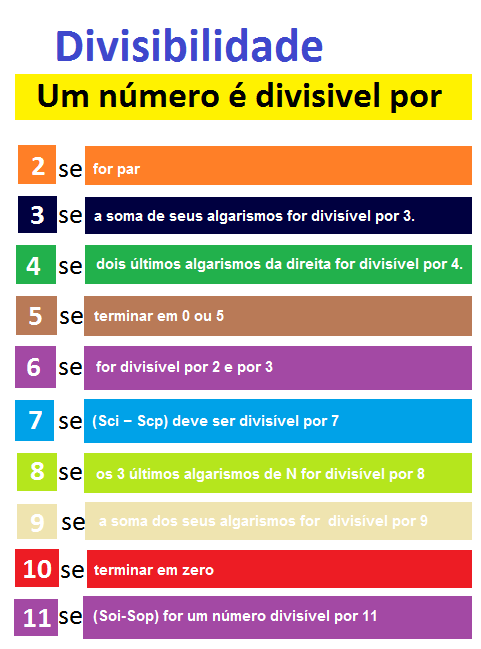 Divisibilidade
Um número é divisivel por
2 se for par
3 se a soma de seus algarismos for divisível por 3.
4 se dois últimos algarismos da direita for divisível por 4.
5 se terminar em 0 ou 5
6 se for divisível por 2 e por 3
7 se (Sci – Scp) deve ser divisível por 7
8 se os 3 últimos algarismos de N for divisível por 8
9 se a soma dos seus algarismos for divisível por 9
10 se terminar em zero
11 se (Soi-Sop) for um número divisível por 11